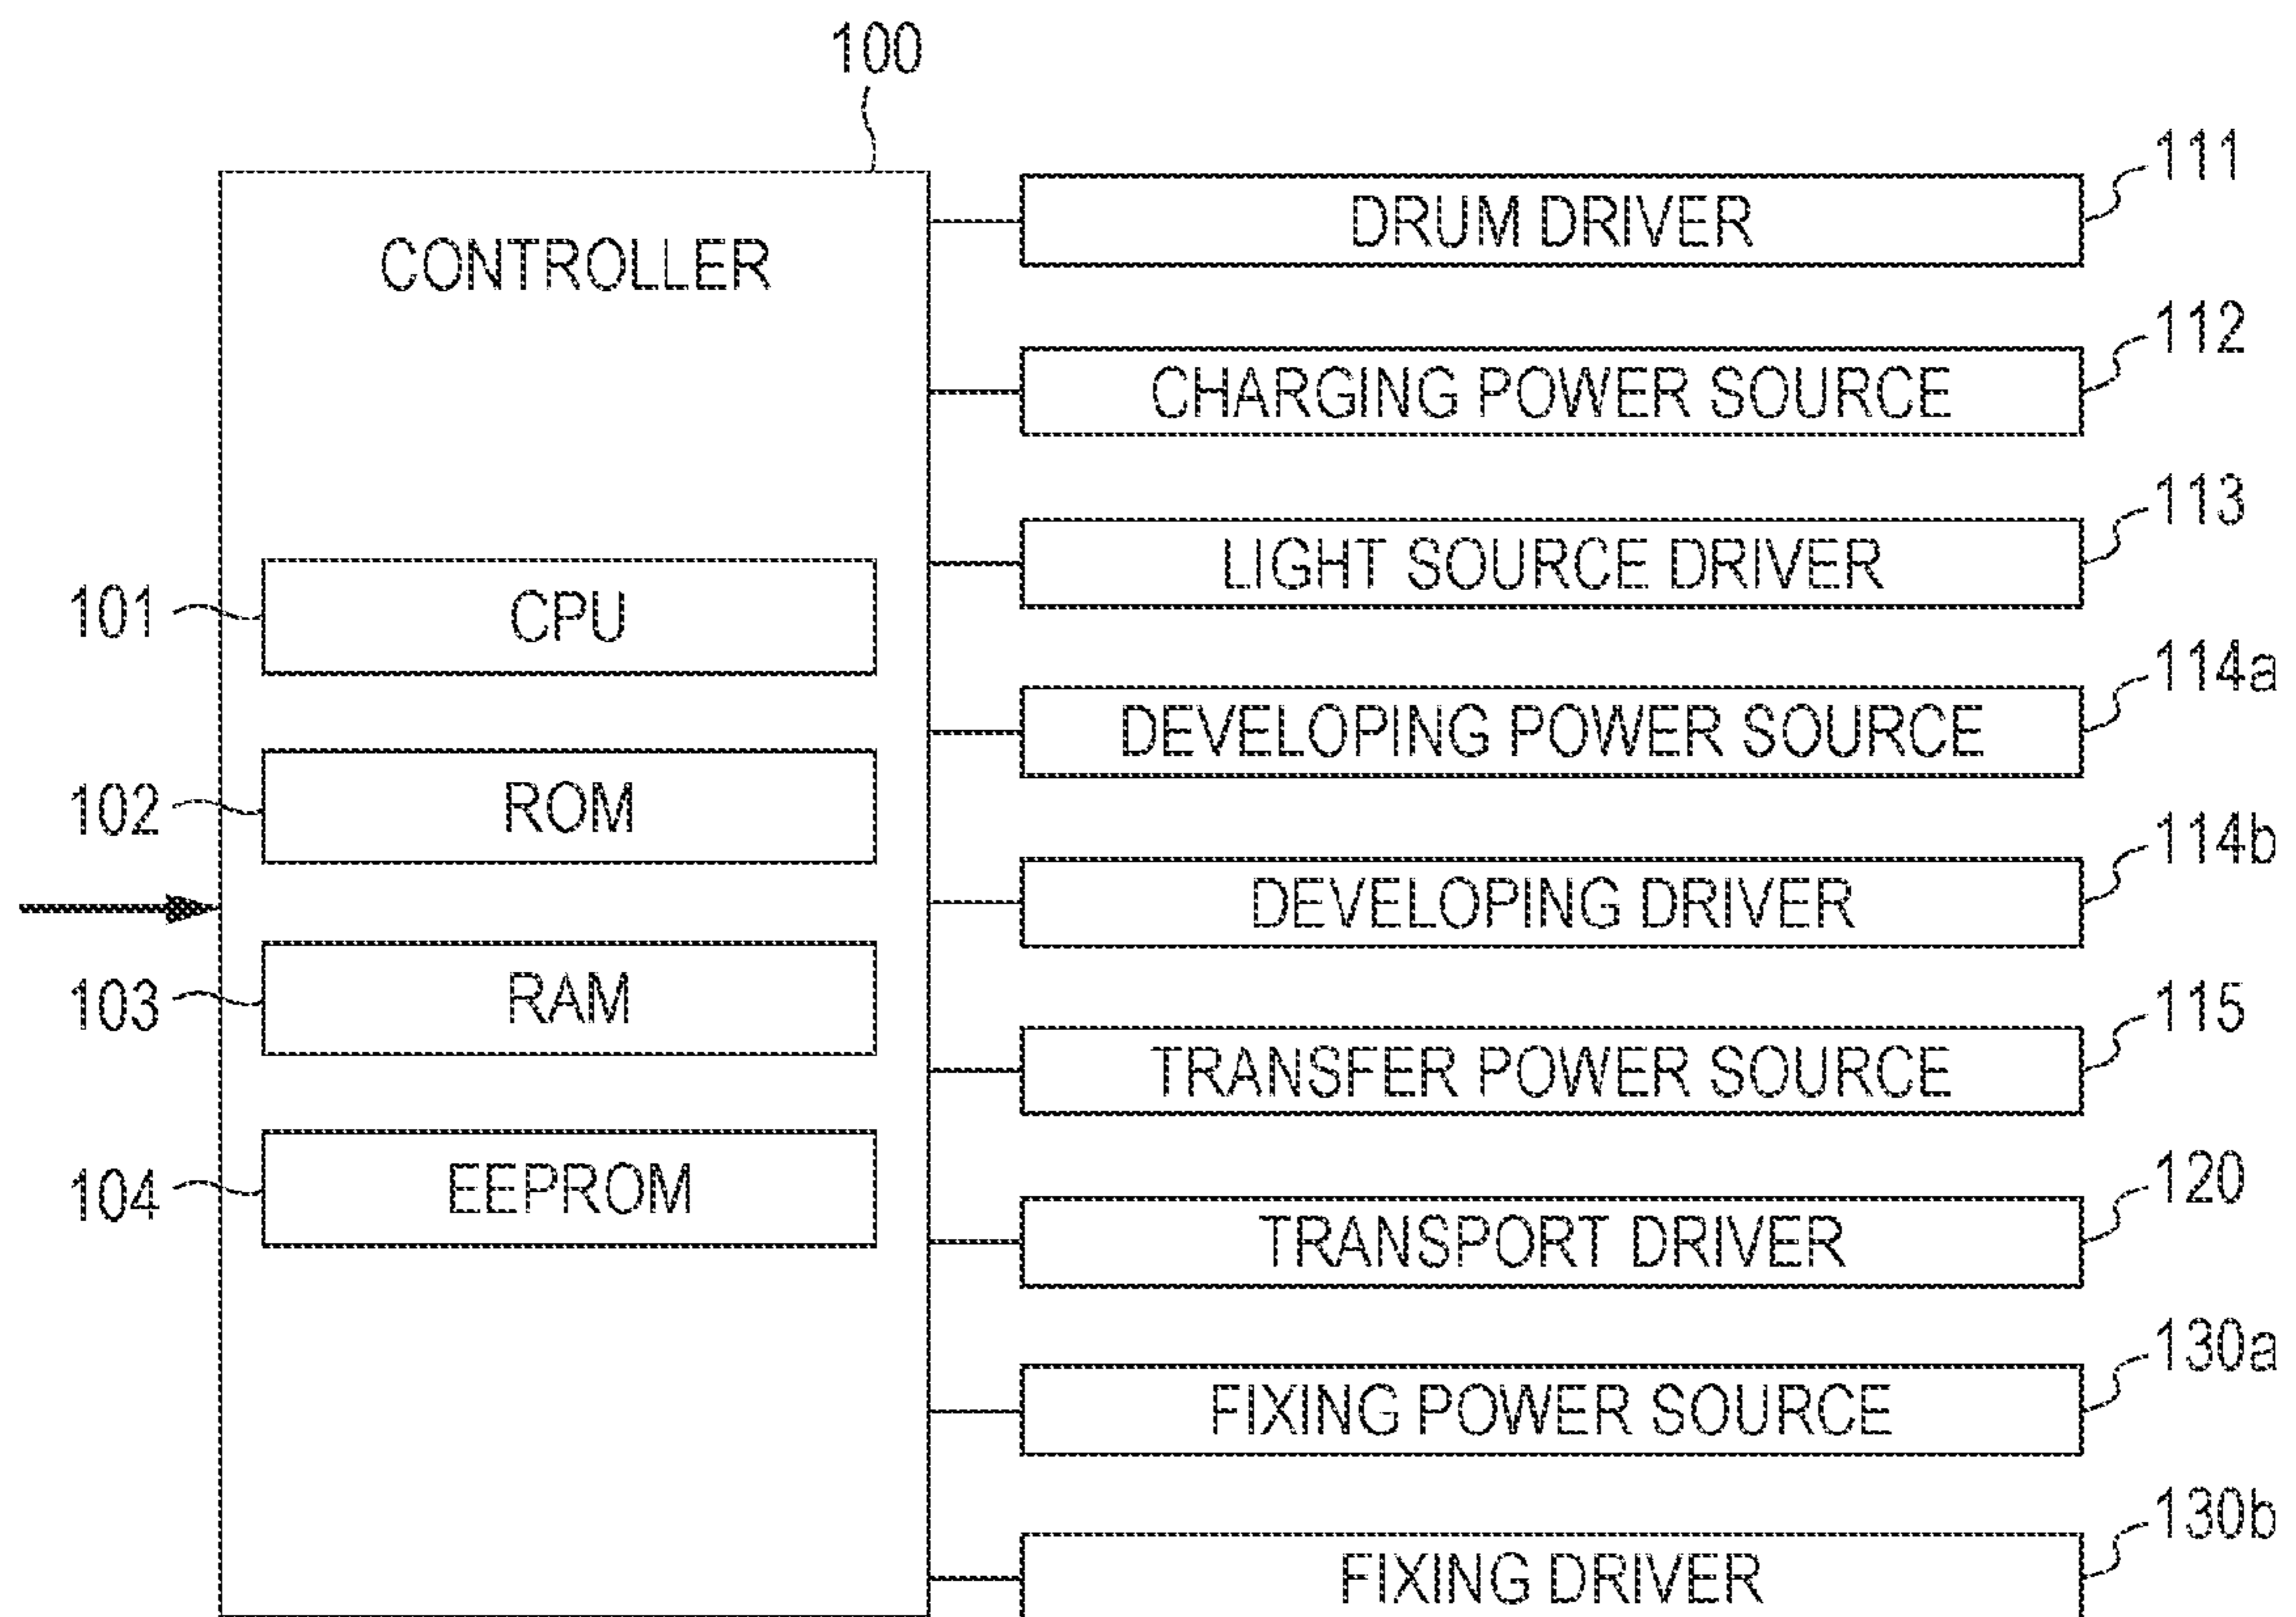 100
CONTROLLER
101
CPU
102
ROM
103
RAM
104
EEPROM
DRUM DRIVER
111
CHARGING POWER SOURCE
112
LIGHT SOURCE DRIVER
113
DEVELOPING POWER SOURCE
114a
DEVELOPING DRIVER
114b
TRANSFER POWER SOURCE
115
TRANSPORT DRIVER
120
FIXING POWER SOURCE
130a
FIXING DRIVER
130b